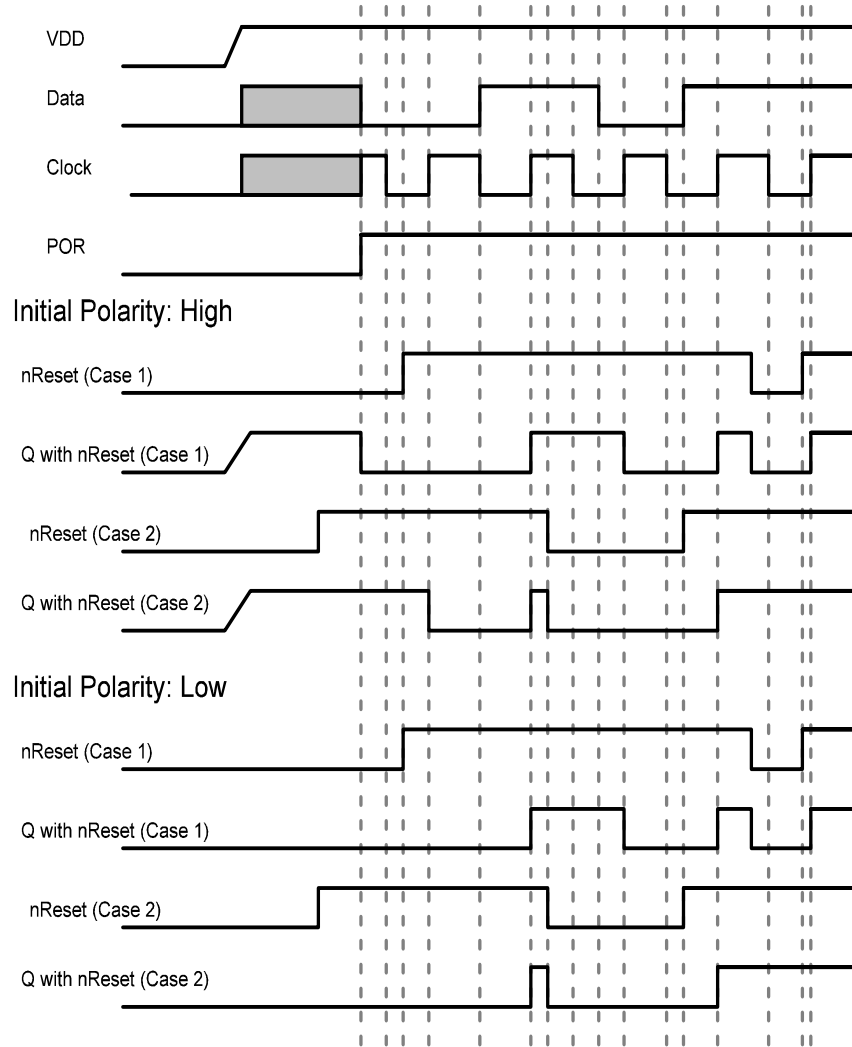 VDD
Data
Clock
POR
Initial Polarity: High
nReset (Case 1)
Q with nReset (Case 1)
nReset (Case 2)
Q with nReset (Case 2)
Initial Polarity: Low
nReset (Case 1)
Q with nReset (Case 1)
nReset (Case 2)
Q with nReset (Case 2)